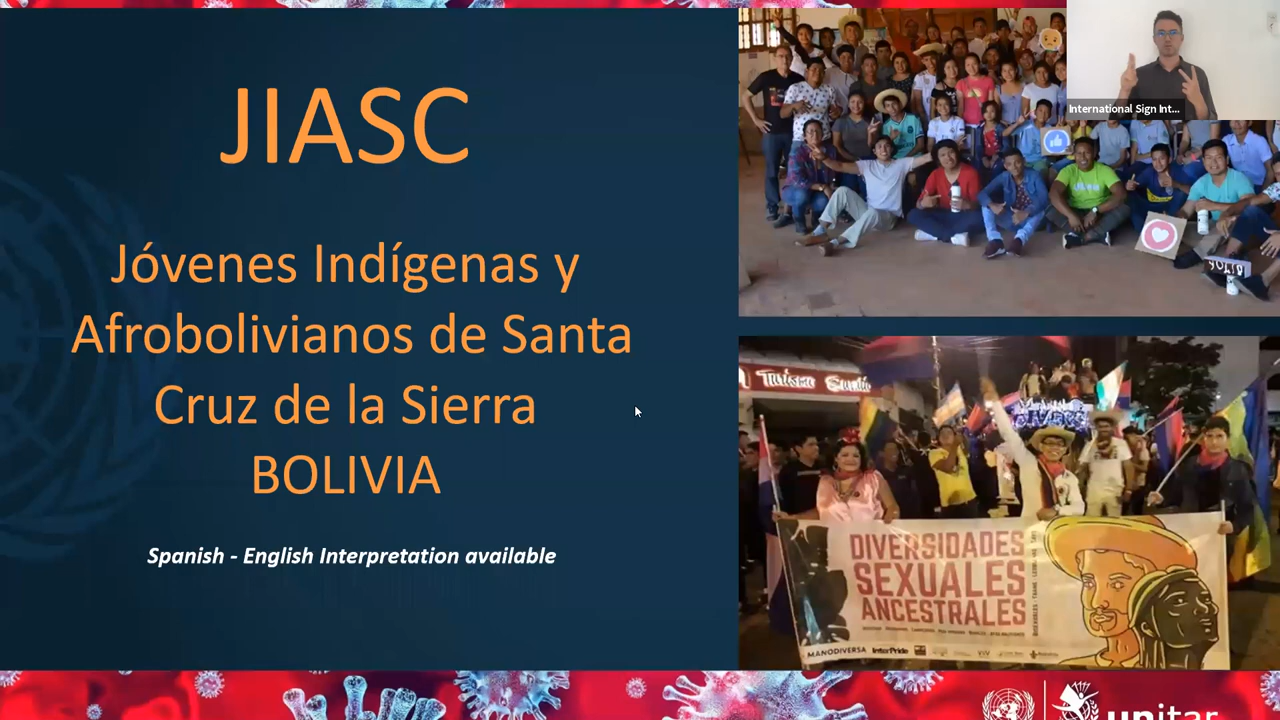 JIASC
Jóvenes Indígenas y
Afrobolivianos de Santa
Cruz de la Sierra
BOLIVIA
Spanish - English Interpretation available
International Sign Int...
DIVERSIDADES
SEXUALES
ANCESTRALES
MANODIVERSA InterPride
unitar